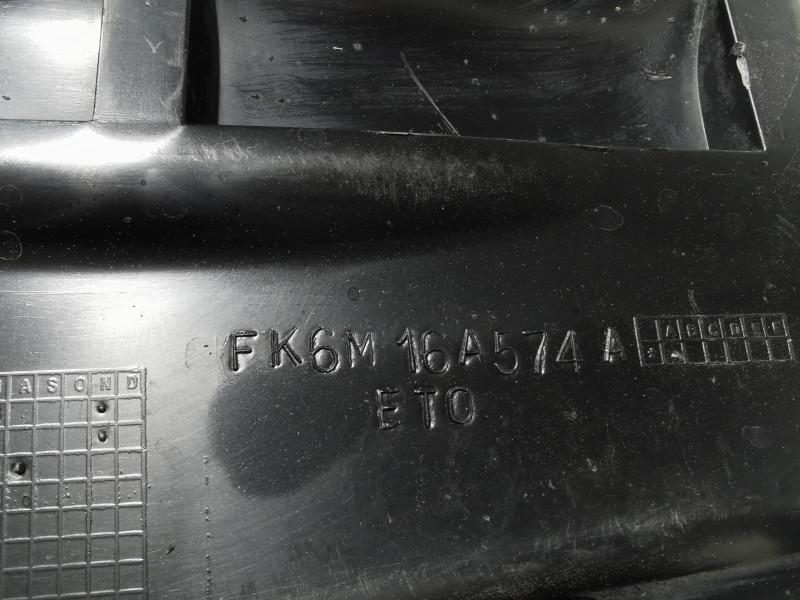 FK6M 16A574 A
A B C D E F
ETO
A S O N D